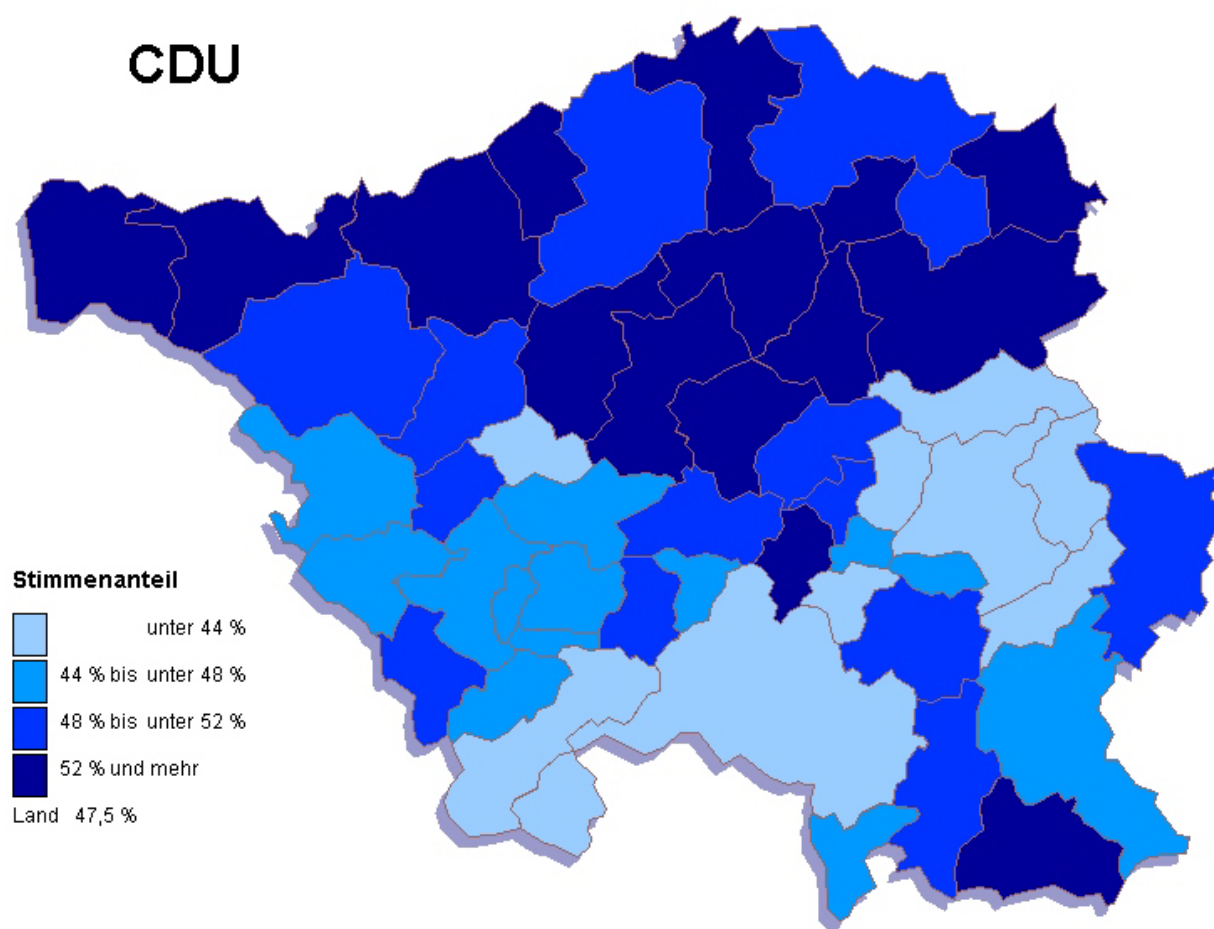 CDU
Stimmenanteil
unter 44 %
44 % bis unter 48 %
48 % bis unter 52 %
52 % und mehr
Land 47,5 %